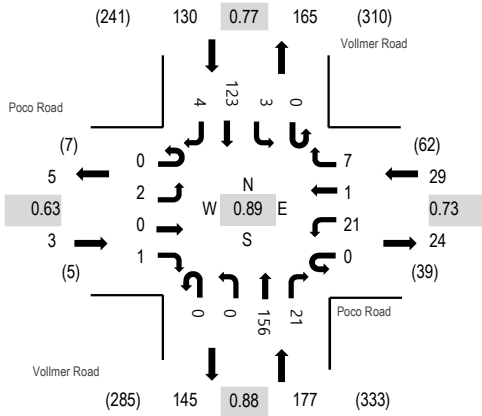 (241) 130 0.77 165 (310)
Vollmer Road
Poco Road
4 123 3 0
(7) 0 7 (62)
5 2 N 1 29
0.63 W 0.89 E 0.73
3 0 S 21 24
(5) 1 0 (39)
0 0 156 21
Poco Road
Vollmer Road
(285) 145 0.88 177 (333)